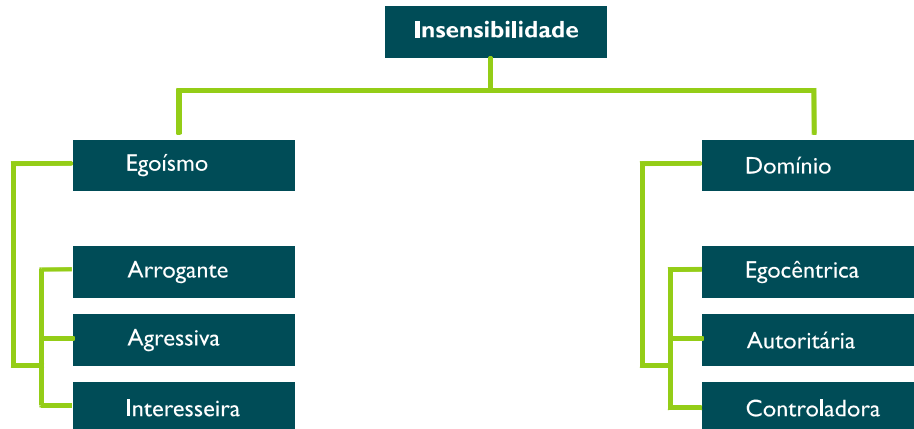 Insensibilidade
Egoísmo
Domínio
Arrogante
Egocêntrica
Agressiva
Autoritária
Interesseira
Controladora